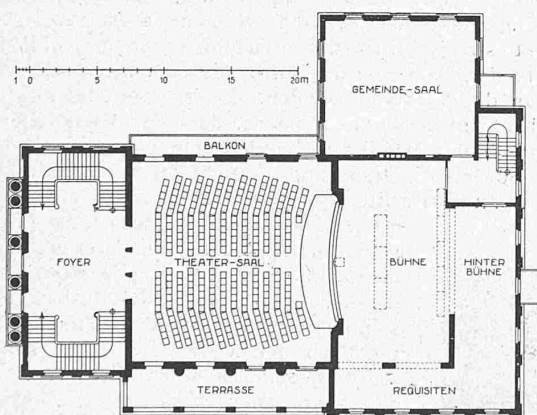 1 0 5 10 15 20m
GEMEINDE-SAAL
BALKON
FOYER
THEATER-SAAL
BÜHNE
HINTER
BÜHNE
TERRASSE
REQUISITEN